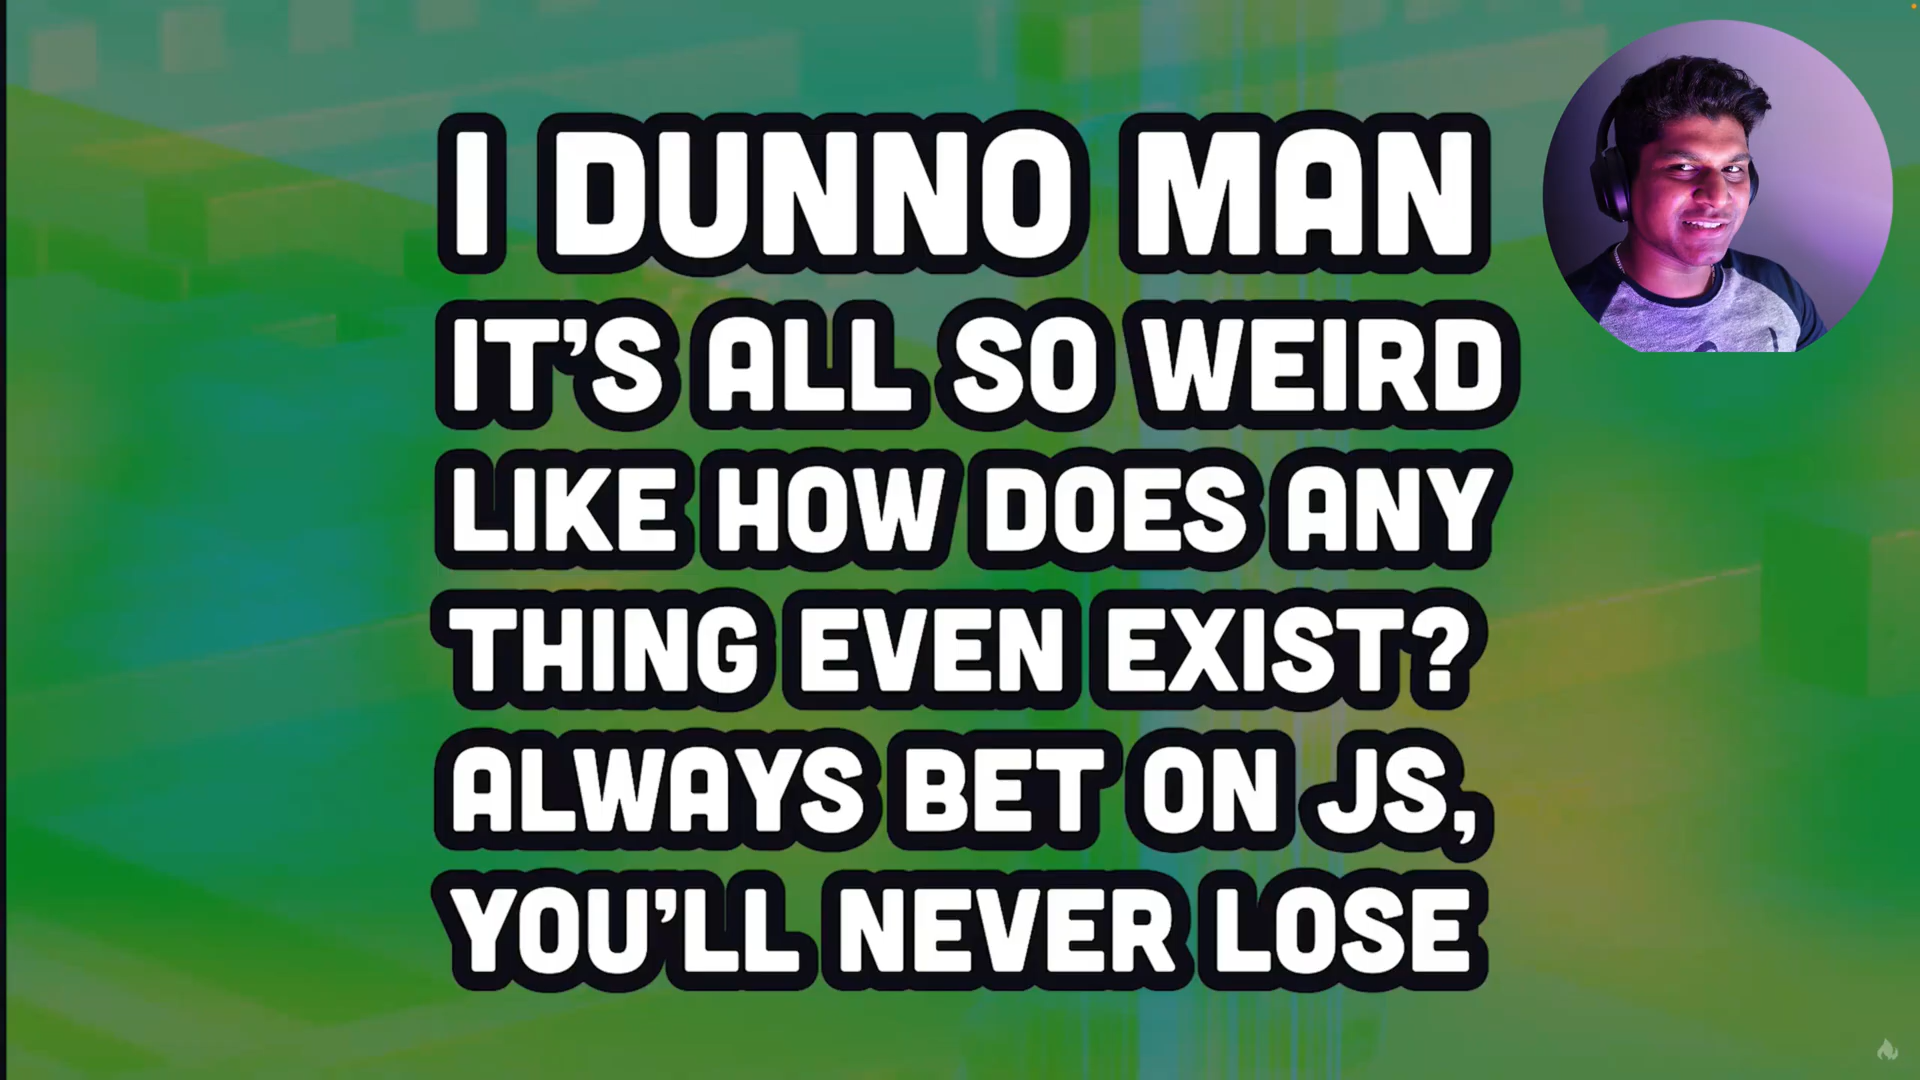 I DUNNO MAN
IT'S ALL SO WEIRD
LIKE HOW DOES ANY
THING EVEN EXIST?
ALWAYS BET ON JS,
YOU'LL NEVER LOSE